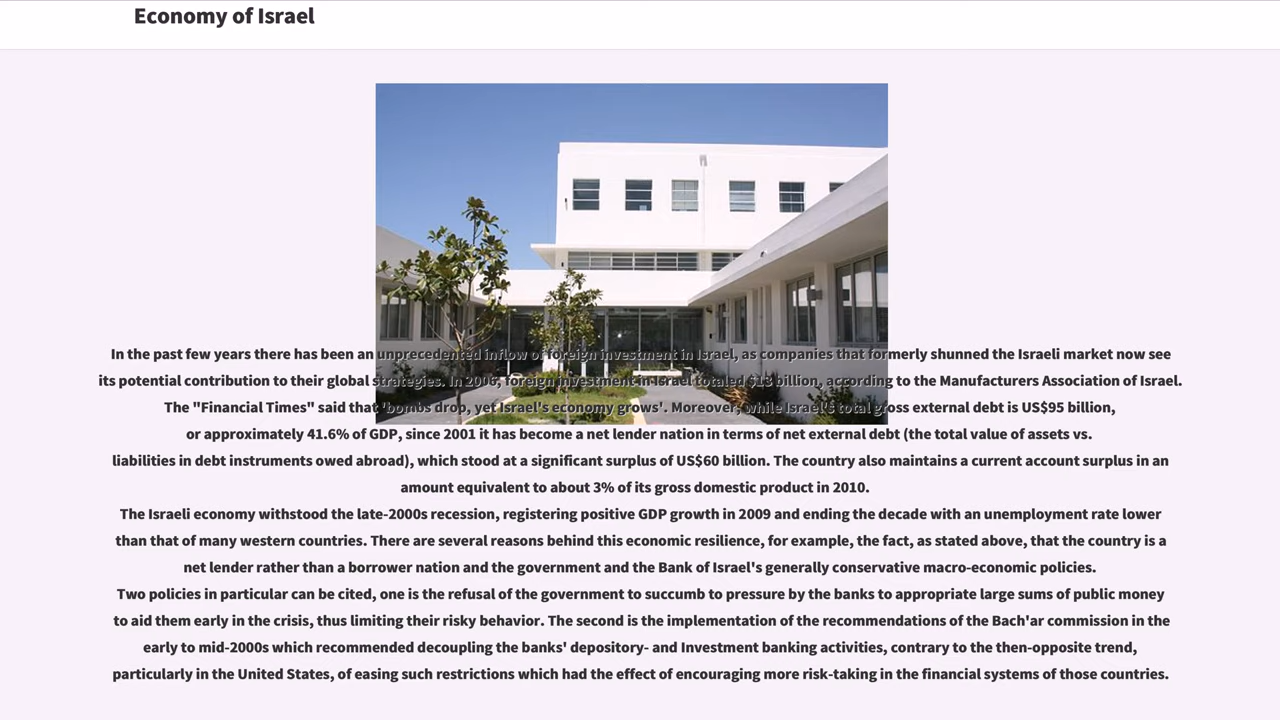 Economy of Israel
In the past few years there has been an unprecedented inflow of foreign investment in Israel, as companies that formerly shunned the Israeli market now see
its potential contribution to their global strategies. In 2006, foreign investment in Israel totaled $13 billion, according to the Manufacturers Association of Israel.
The "Financial Times" said that 'bombs drop, yet Israel's economy grows'. Moreover, while Israel's total gross external debt is US$95 billion,
or approximately 41.6% of GDP, since 2001 it has become a net lender nation in terms of net external debt (the total value of assets vs.
liabilities in debt instruments owed abroad), which stood at a significant surplus of US$60 billion. The country also maintains a current account surplus in an
amount equivalent to about 3% of its gross domestic product in 2010.
The Israeli economy withstood the late-2000s recession, registering positive GDP growth in 2009 and ending the decade with an unemployment rate lower
than that of many western countries. There are several reasons behind this economic resilience, for example, the fact, as stated above, that the country is a
net lender rather than a borrower nation and the government and the Bank of Israel's generally conservative macro-economic policies.
Two policies in particular can be cited, one is the refusal of the government to succumb to pressure by the banks to appropriate large sums of public money
to aid them early in the crisis, thus limiting their risky behavior. The second is the implementation of the recommendations of the Bach'ar commission in the
early to mid-2000s which recommended decoupling the banks' depository- and Investment banking activities, contrary to the then-opposite trend,
particularly in the United States, of easing such restrictions which had the effect of encouraging more risk-taking in the financial systems of those countries.